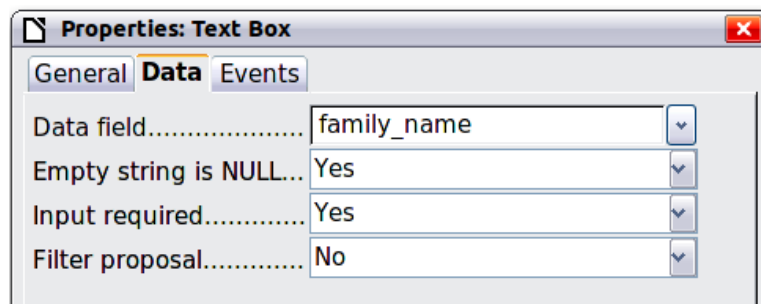 Properties: Text Box
General Data Events
Data field.................... family_name
Empty string is NULL... Yes
Input required............. Yes
Filter proposal............. No